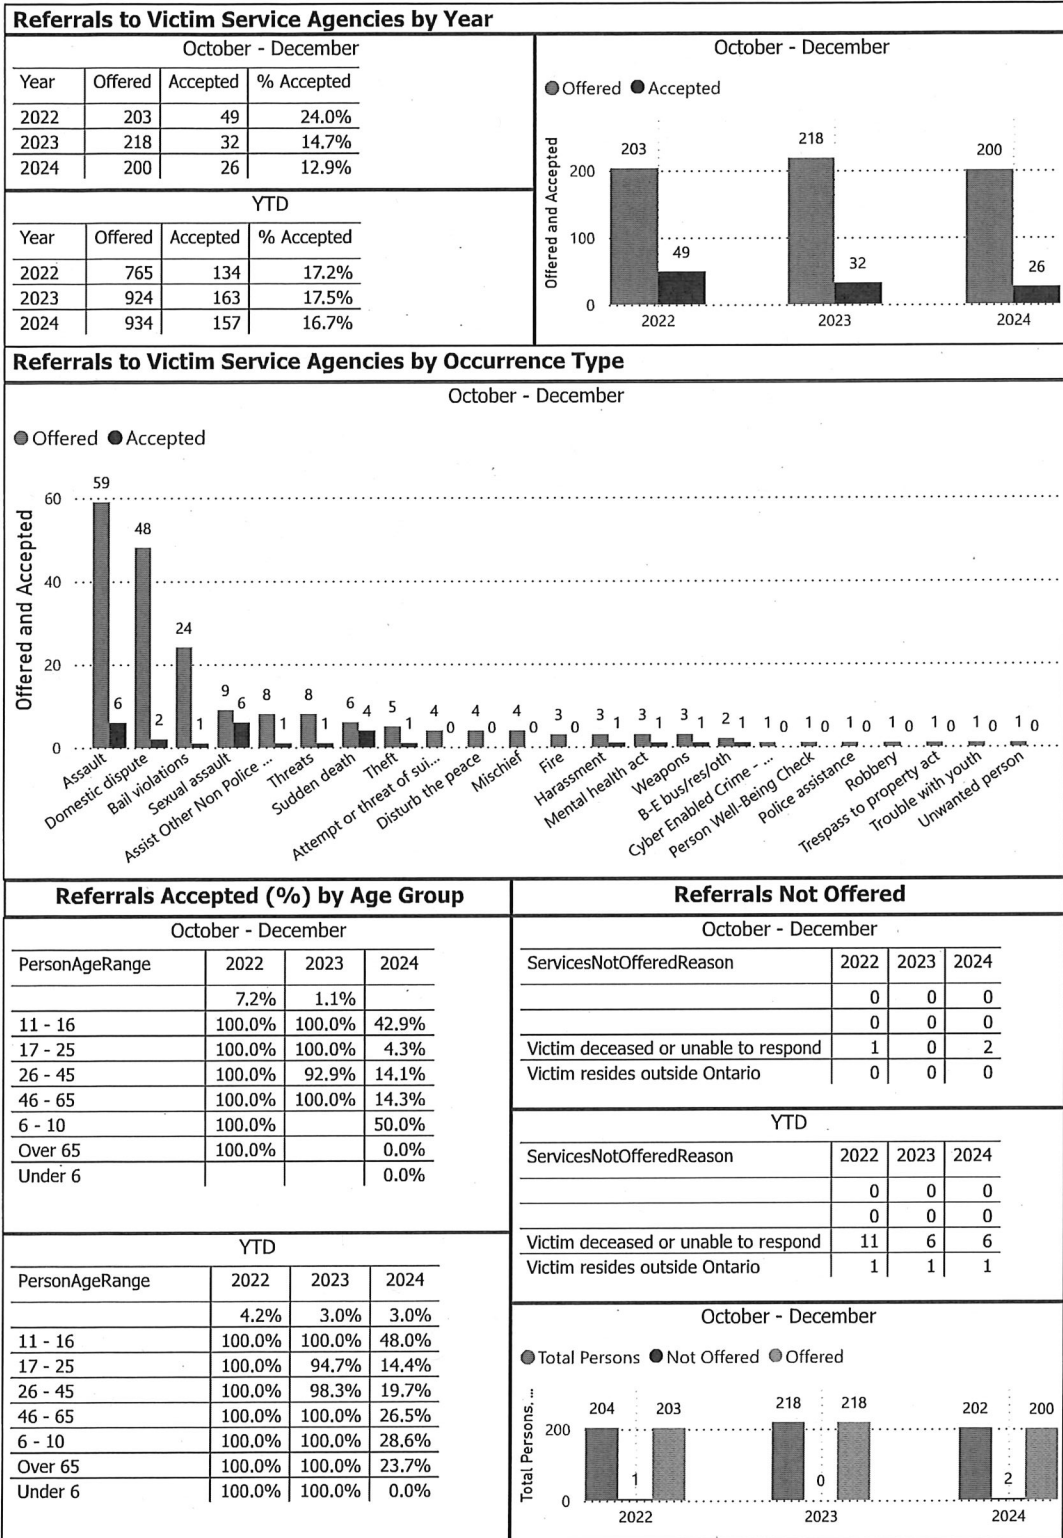 Referrals to Victim Service Agencies by Year
October - December
Year Offered Accepted % Accepted
2022 203 49 24.0%
2023 218 32 14.7%
2024 200 26 12.9%
YTD
Year Offered Accepted % Accepted
2022 765 134 17.2%
2023 924 163 17.5%
2024 934 157 16.7%
October - December
Offered Accepted
Offered and Accepted
200
100
0
203 49
218 32
200 26
2022 2023 2024
Referrals to Victim Service Agencies by Occurrence Type
October - December
Offered Accepted
Offered and Accepted
60
40
20
0
59 6 48 2 24 1 9 6 8 1 8 1 6 4 5 1 4 0 4 0 4 0 3 0 3 1 3 1 3 1 2 1 1 0 1 0 1 0 1 0 1 0 1 0 1 0
Assault
Domestic dispute
Bail violations
Sexual assault
Assist Other Non Police ...
Threats
Sudden death
Theft
Attempt or threat of sui...
Disturb the peace
Mischief
Fire
Harassment
Mental health act
Weapons
B-E bus/res/oth
Cyber Enabled Crime - ...
Person Well-Being Check
Police assistance
Robbery
Trespass to property act
Trouble with youth
Unwanted person
Referrals Accepted (%) by Age Group
October - December
PersonAgeRange 2022 2023 2024
7.2% 1.1%
11 - 16 100.0% 100.0% 42.9%
17 - 25 100.0% 100.0% 4.3%
26 - 45 100.0% 92.9% 14.1%
46 - 65 100.0% 100.0% 14.3%
6 - 10 100.0% 50.0%
Over 65 100.0% 0.0%
Under 6 0.0%
YTD
PersonAgeRange 2022 2023 2024
4.2% 3.0% 3.0%
11 - 16 100.0% 100.0% 48.0%
17 - 25 100.0% 94.7% 14.4%
26 - 45 100.0% 98.3% 19.7%
46 - 65 100.0% 100.0% 26.5%
6 - 10 100.0% 100.0% 28.6%
Over 65 100.0% 100.0% 23.7%
Under 6 100.0% 100.0% 0.0%
Referrals Not Offered
October - December
ServicesNotOfferedReason 2022 2023 2024
0 0 0
0 0 0
Victim deceased or unable to respond 1 0 2
Victim resides outside Ontario 0 0 0
YTD
ServicesNotOfferedReason 2022 2023 2024
0 0 0
0 0 0
Victim deceased or unable to respond 11 6 6
Victim resides outside Ontario 1 1 1
October - December
Total Persons Not Offered Offered
Total Persons, ...
200
0
204 1 203
218 0 218
202 2 200
2022 2023 2024